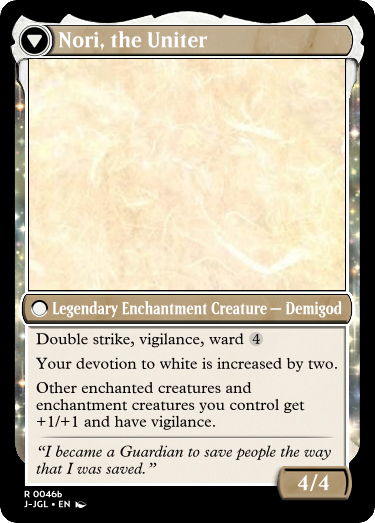 Nori, the Uniter
Legendary Enchantment Creature — Demigod
Double strike, vigilance, ward 4
Your devotion to white is increased by two.
Other enchanted creatures and
enchantment creatures you control get
+1/+1 and have vigilance.
“I became a Guardian to save people the way
that I was saved.”
4/4
R 0046b
J-JGL • EN